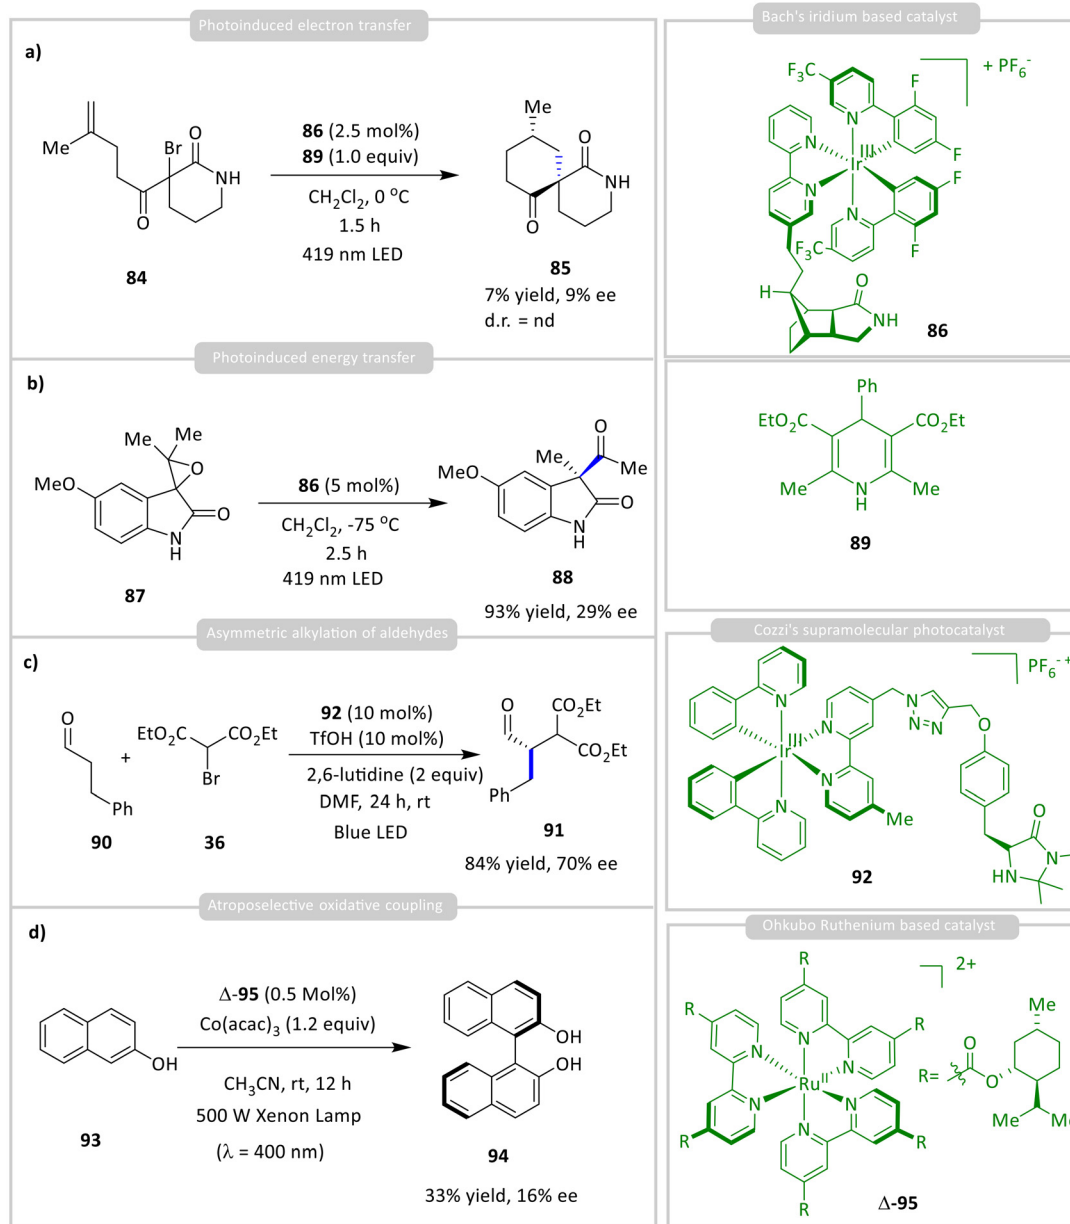 Photoinduced electron transfer
a)
Me
Br
O
NH
O
84
86 (2.5 mol%)
89 (1.0 equiv)
CH₂Cl₂, 0 °C
1.5 h
419 nm LED
Me
O
NH
O
85
7% yield, 9% ee
d.r. = nd
Bach's iridium based catalyst
+ PF₆⁻
F₃C
F
N
N
F
IrIII
N
F
N
F₃C
F
H
O
NH
86
Photoinduced energy transfer
b)
Me
Me
O
MeO
O
N
H
87
86 (5 mol%)
CH₂Cl₂, -75 °C
2.5 h
419 nm LED
O
Me
Me
MeO
O
N
H
88
93% yield, 29% ee
Ph
EtO₂C
CO₂Et
Me
N
H
Me
89
Asymmetric alkylation of aldehydes
c)
O
Ph
90
+
EtO₂C
CO₂Et
Br
36
92 (10 mol%)
TfOH (10 mol%)
2,6-lutidine (2 equiv)
DMF, 24 h, rt
Blue LED
O
CO₂Et
CO₂Et
Ph
91
84% yield, 70% ee
Cozzi's supramolecular photocatalyst
PF₆⁻ +
N
N
N
N
N
O
IrIII
N
N
Me
O
N
HN
92
Atroposelective oxidative coupling
d)
OH
93
Δ-95 (0.5 Mol%)
Co(acac)₃ (1.2 equiv)
CH₃CN, rt, 12 h
500 W Xenon Lamp
(λ = 400 nm)
OH
OH
94
33% yield, 16% ee
Ohkubo Ruthenium based catalyst
2+
R
R
R
N
N
N
RuII
N
N
N
R
R
R
R=
O
O
Me
Me
Me
Δ-95